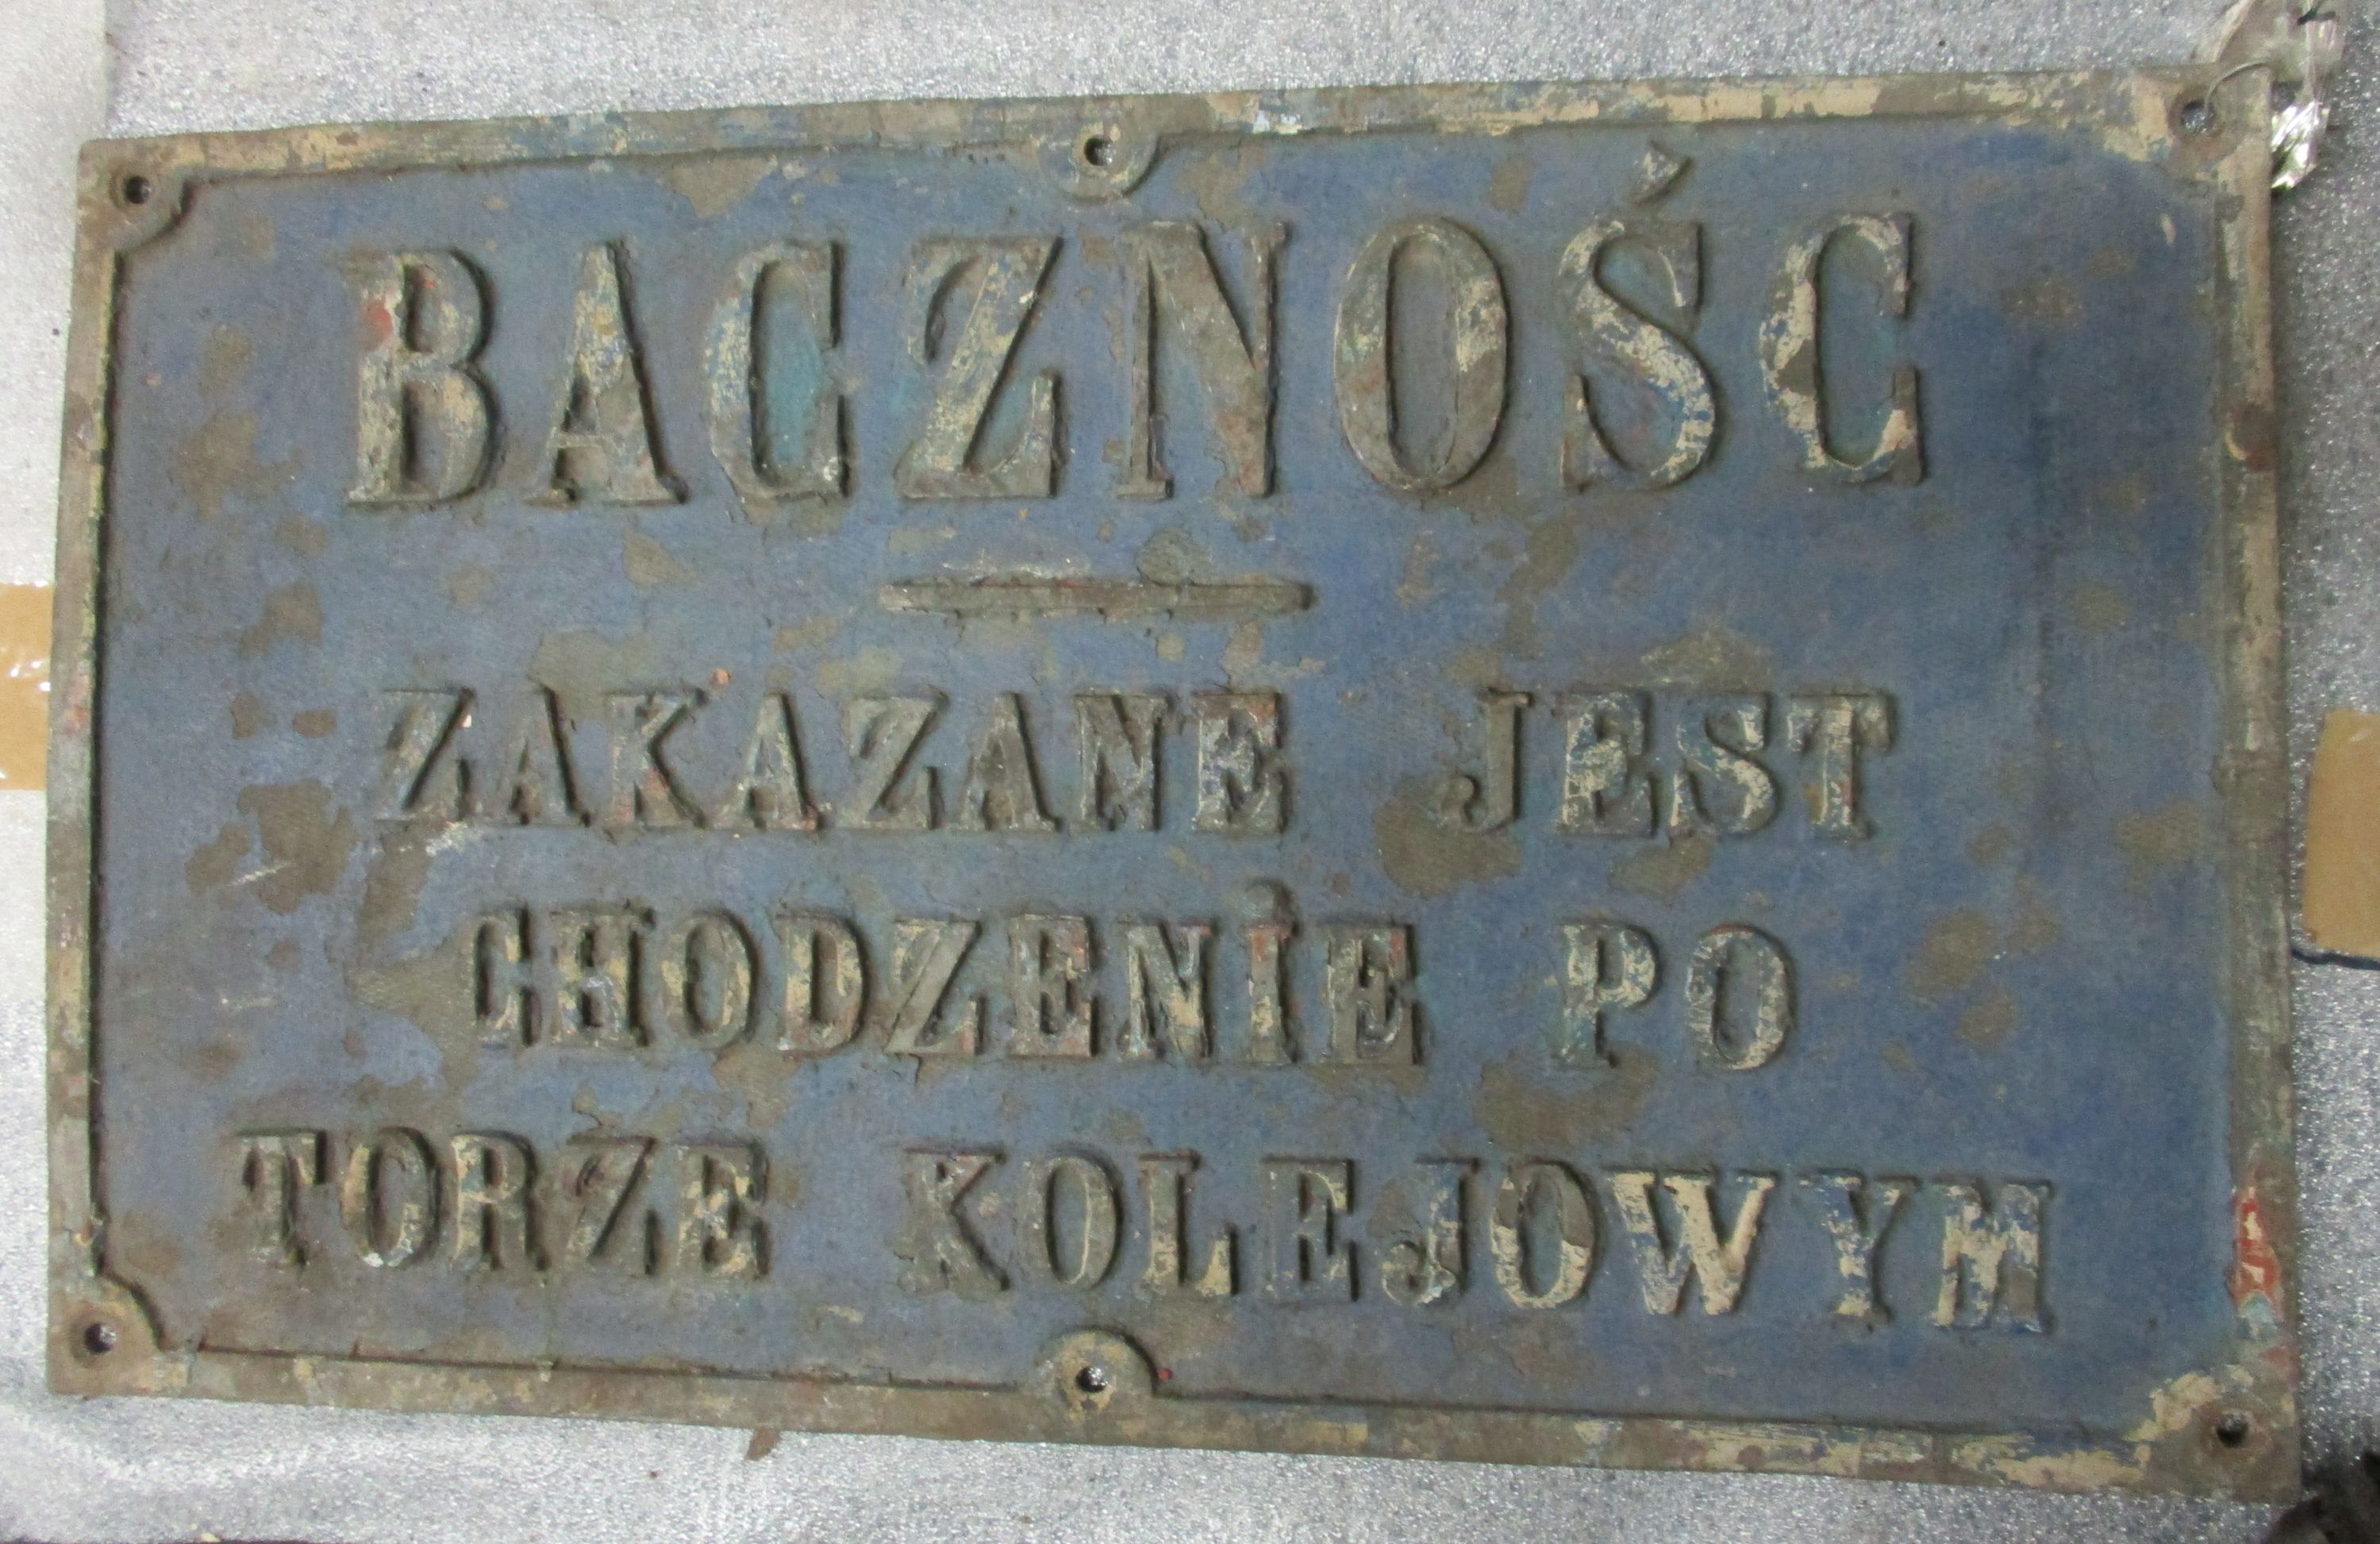 BACZNOŚC
ZAKAZANE JEST
CHODZENIE PO
TORZE KOLEJOWYM